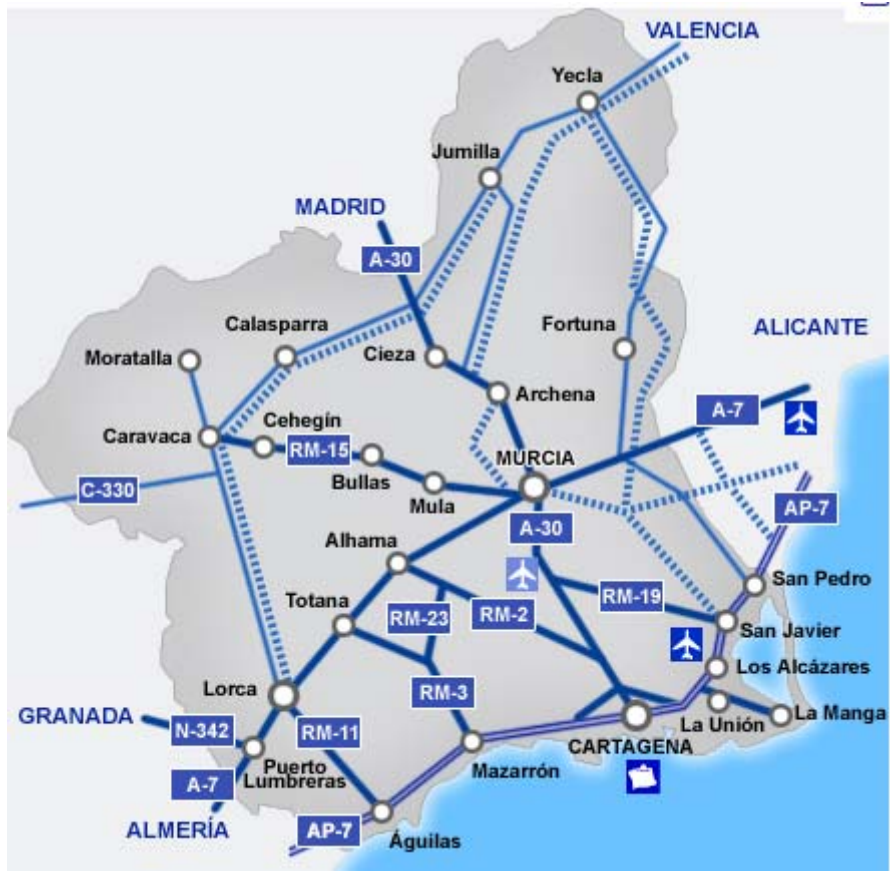 VALENCIA
Yecla
Jumilla
MADRID
A-30
Calasparra
Fortuna
ALICANTE
Moratalla
Cieza
Archena
A-7
Cehegín
Caravaca
RM-15
MURCIA
Bullas
C-330
Mula
A-30
AP-7
Alhama
San Pedro
Totana
RM-23
RM-2
RM-19
San Javier
Los Alcázares
Lorca
RM-3
GRANADA
N-342
RM-11
La Unión
La Manga
CARTAGENA
Puerto
Lumbreras
Mazarrón
A-7
ALMERÍA
AP-7
Águilas